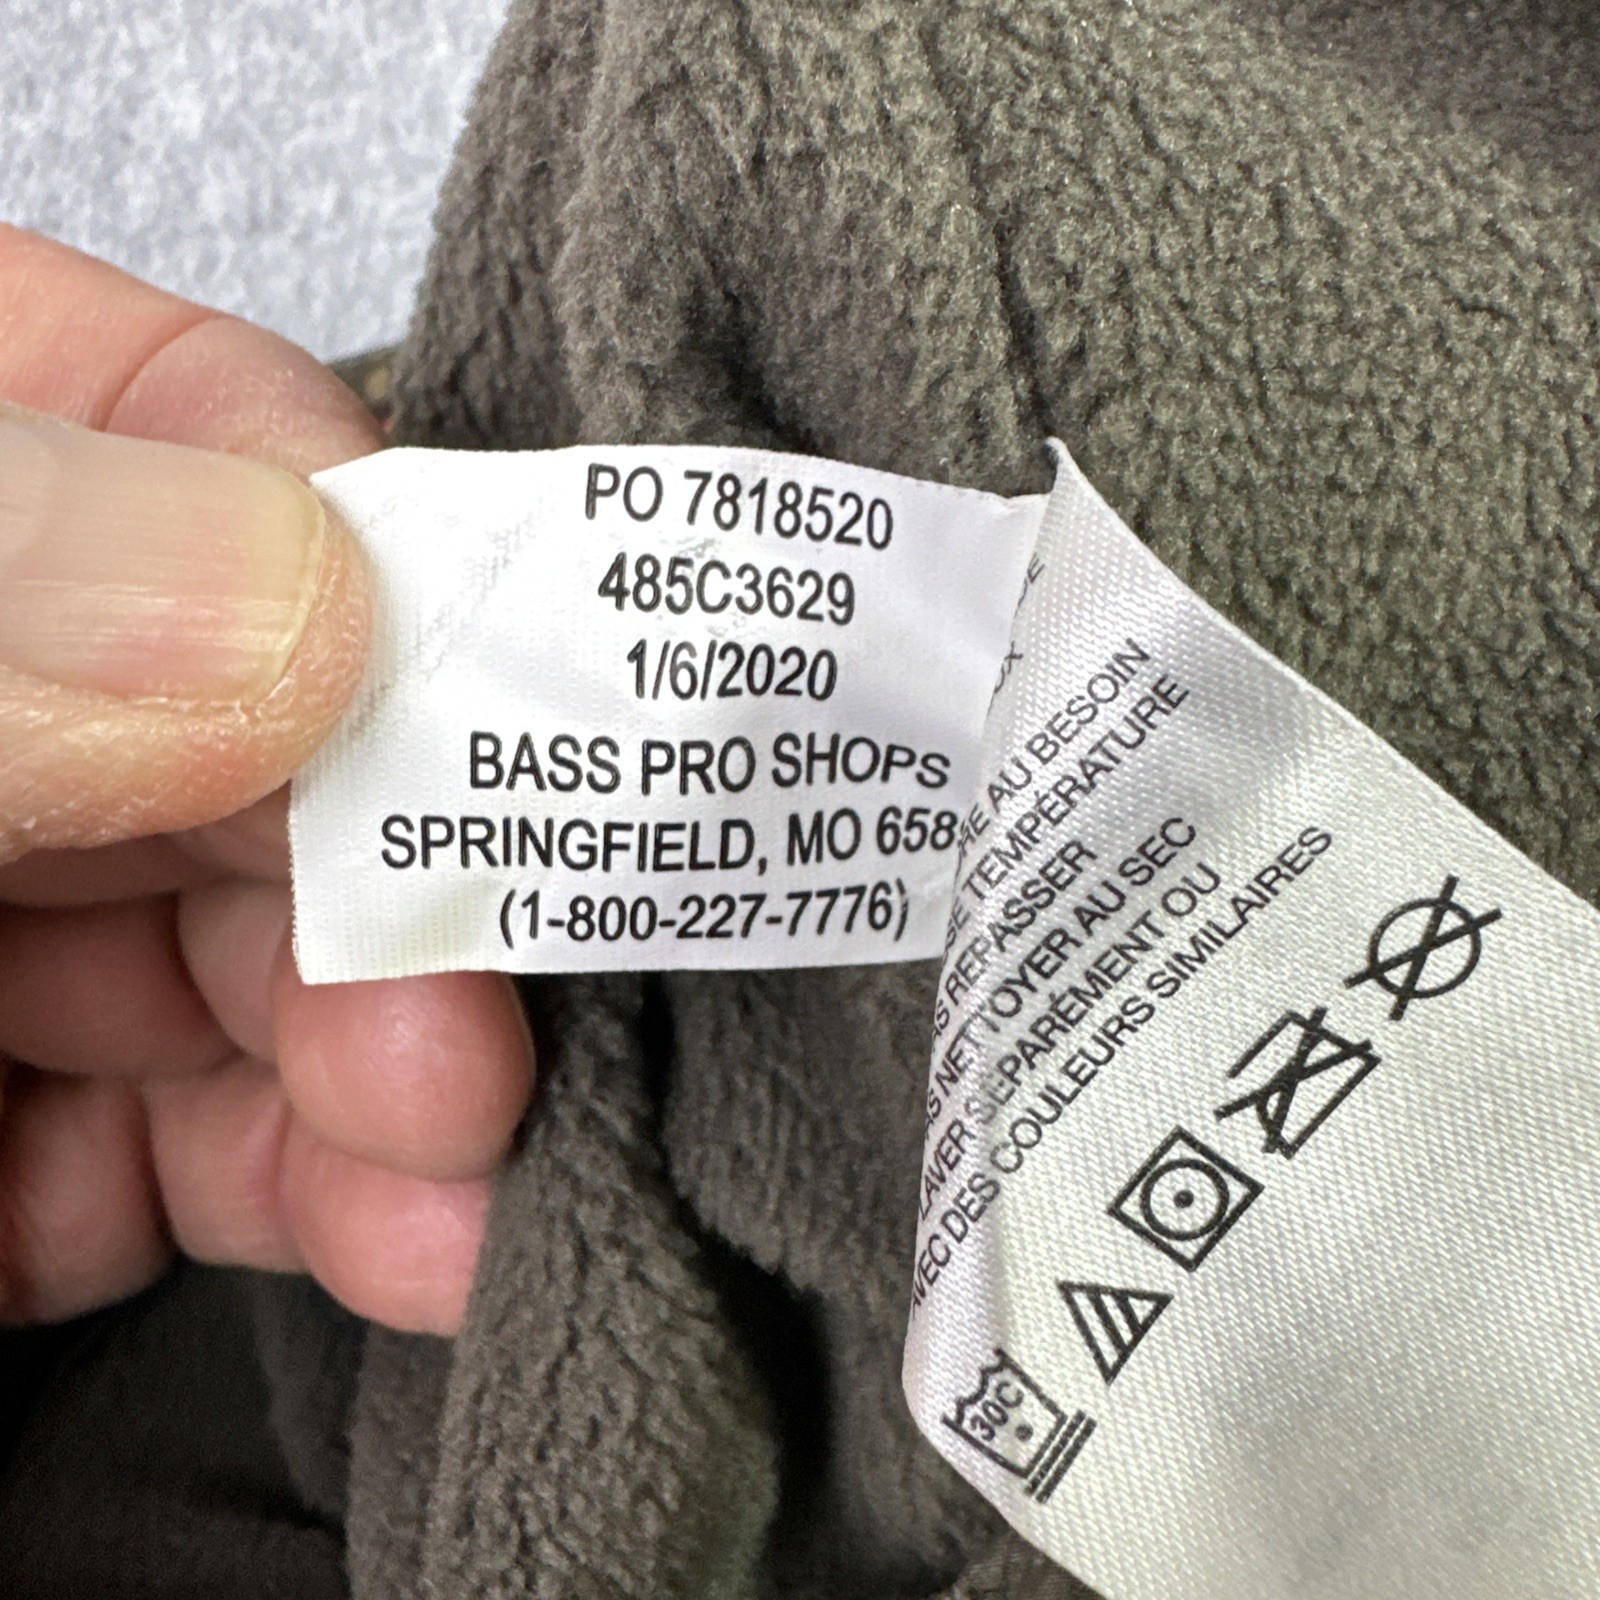 PO 7818520
485C3629
1/6/2020
BASS PRO SHOPS
SPRINGFIELD, MO 658
(1-800-227-7776)
AU BESOIN
TEMPÉRATURE
REPASSER
NETTOYER AU SEC
LAVER SÉPARÉMENT OU
AVEC DES COULEURS SIMILAIRES
30C